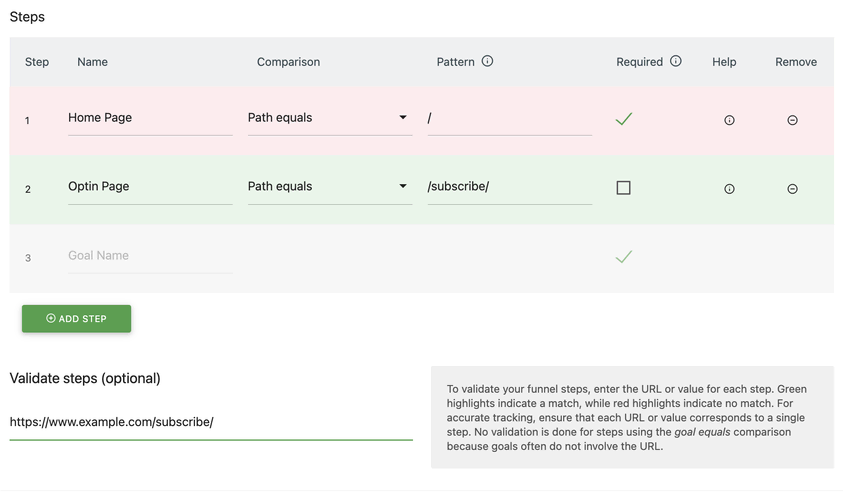 Steps
Step Name Comparison Pattern Required Help Remove
1 Home Page Path equals /
2 Optin Page Path equals /subscribe/
3 Goal Name
ADD STEP
Validate steps (optional)
https://www.example.com/subscribe/
To validate your funnel steps, enter the URL or value for each step. Green
highlights indicate a match, while red highlights indicate no match. For
accurate tracking, ensure that each URL or value corresponds to a single
step. No validation is done for steps using the goal equals comparison
because goals often do not involve the URL.